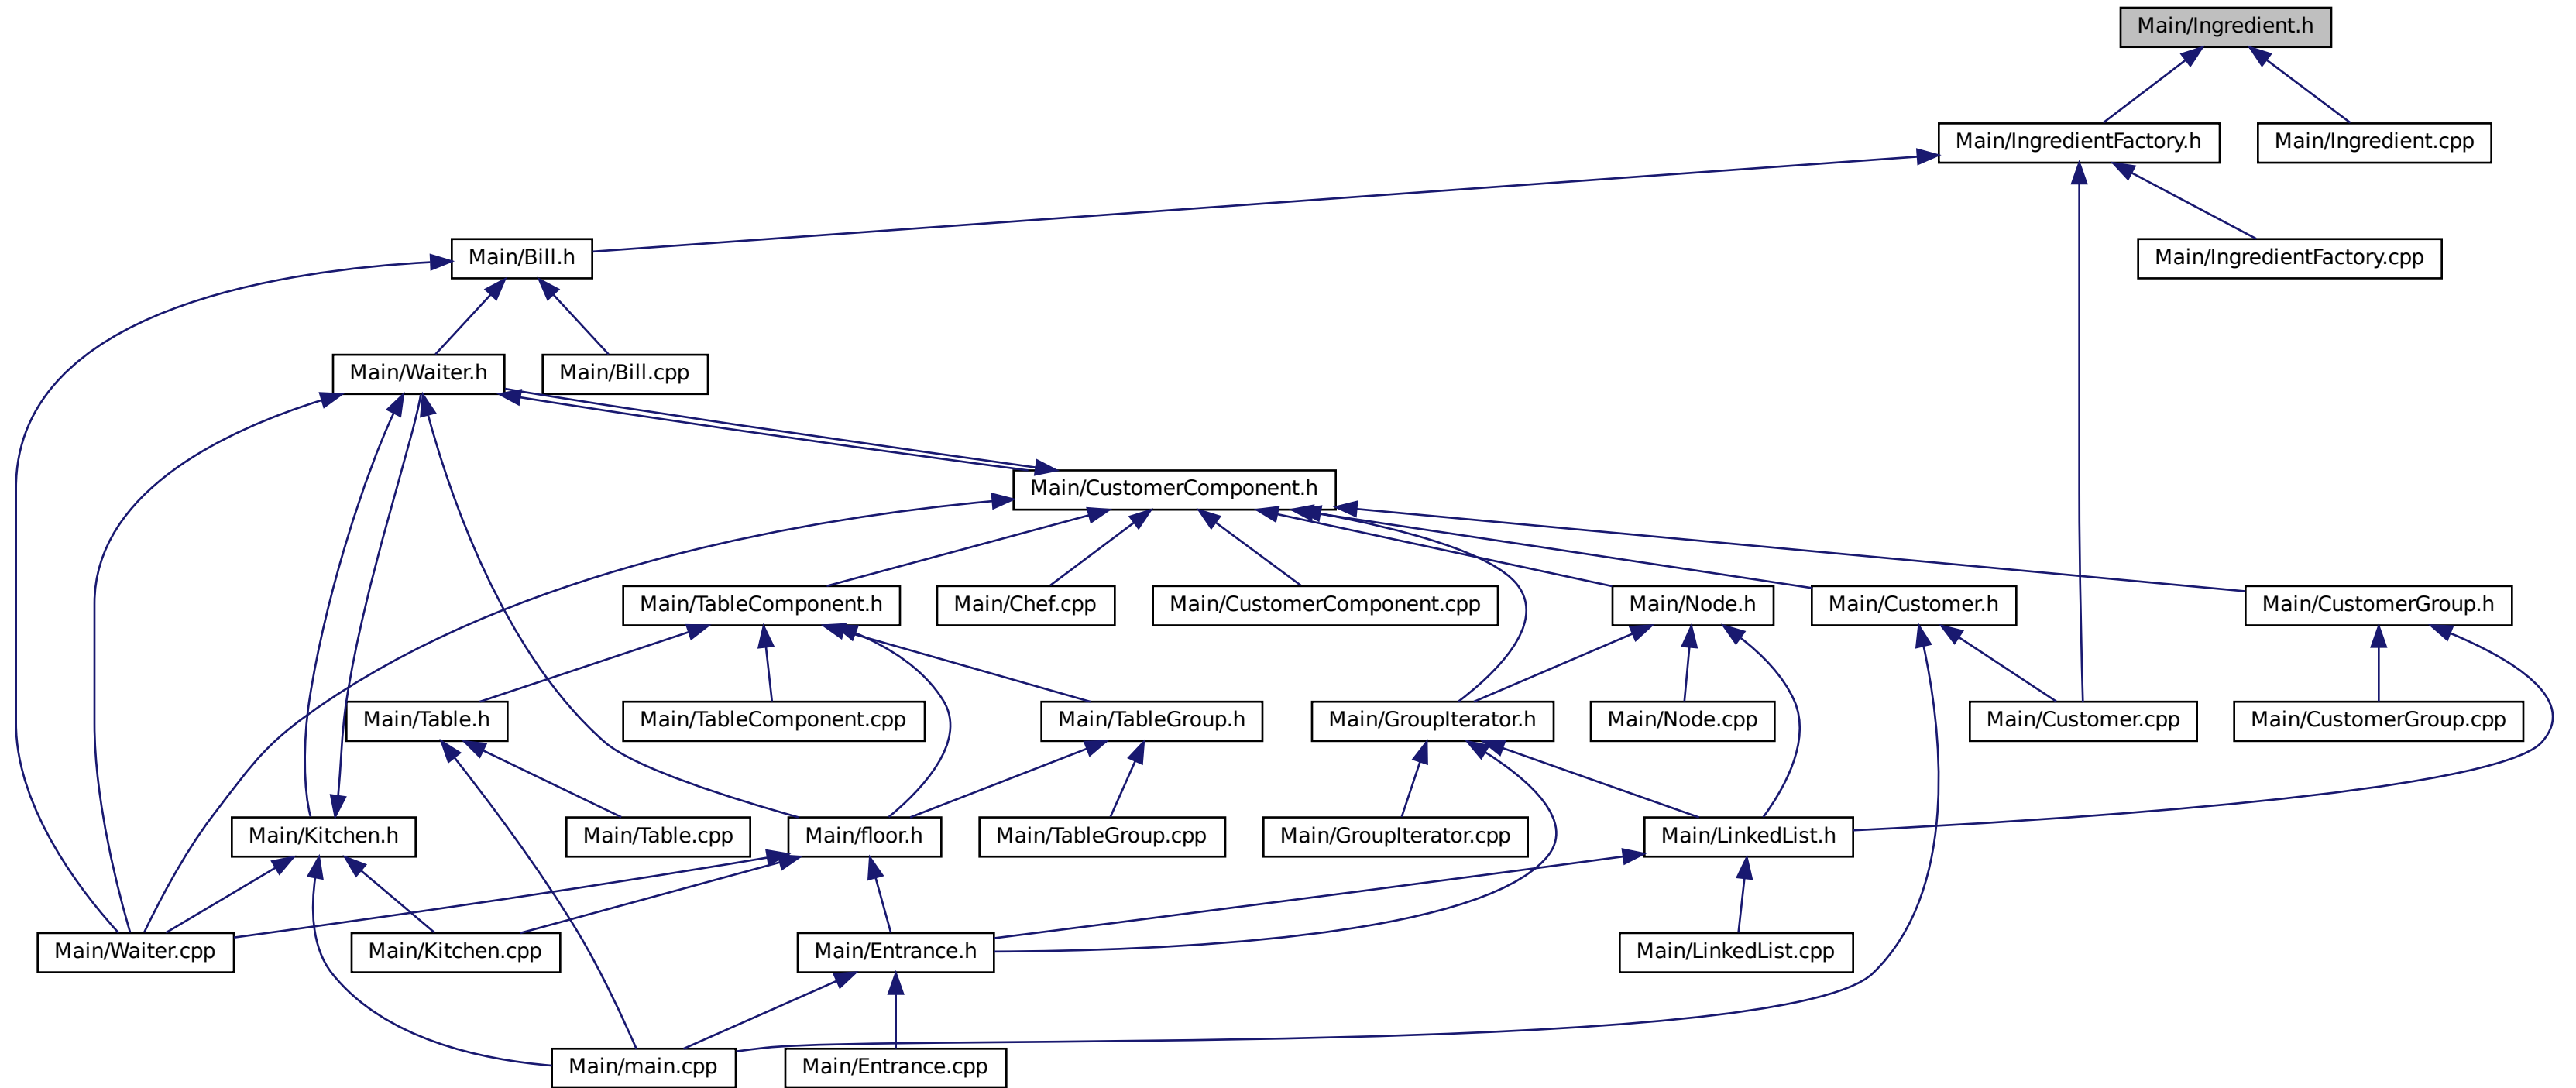 Main/Ingredient.h
Main/IngredientFactory.h
Main/Ingredient.cpp
Main/Bill.h
Main/IngredientFactory.cpp
Main/Waiter.h
Main/Bill.cpp
Main/CustomerComponent.h
Main/TableComponent.h
Main/Chef.cpp
Main/CustomerComponent.cpp
Main/Node.h
Main/Customer.h
Main/CustomerGroup.h
Main/Table.h
Main/TableComponent.cpp
Main/TableGroup.h
Main/GroupIterator.h
Main/Node.cpp
Main/Customer.cpp
Main/CustomerGroup.cpp
Main/Kitchen.h
Main/Table.cpp
Main/floor.h
Main/TableGroup.cpp
Main/GroupIterator.cpp
Main/LinkedList.h
Main/Waiter.cpp
Main/Kitchen.cpp
Main/Entrance.h
Main/LinkedList.cpp
Main/main.cpp
Main/Entrance.cpp